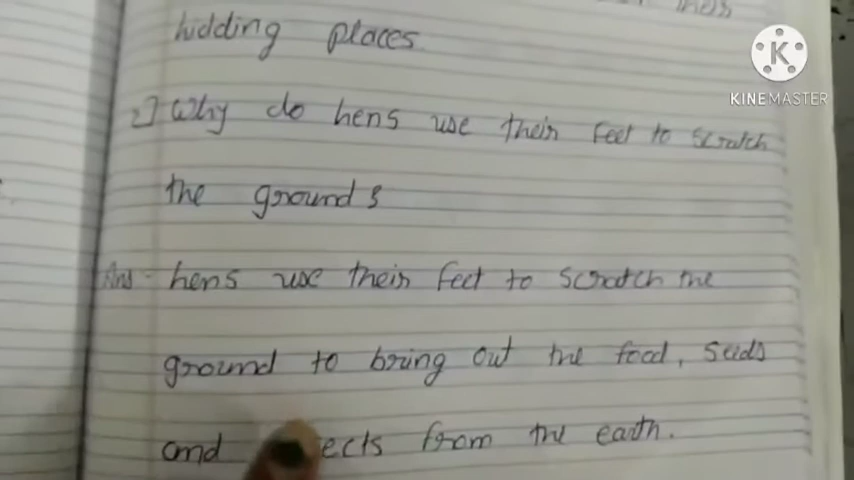 their
hidding places.
KINEMASTER
2] Why do hens use their feet to scratch
the ground ?
Ans - hens use their feet to scratch the
ground to bring out the food, seeds
and ects from the earth.